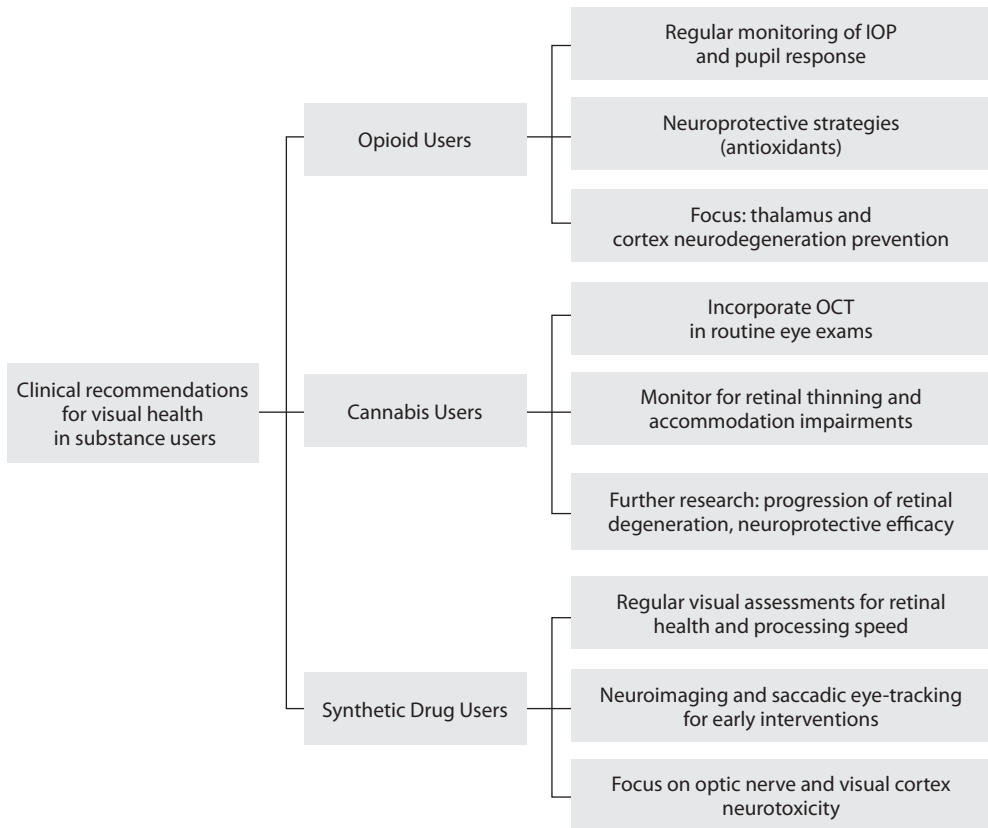 Clinical recommendations
for visual health
in substance users
Opioid Users
Regular monitoring of IOP
and pupil response
Neuroprotective strategies
(antioxidants)
Focus: thalamus and
cortex neurodegeneration prevention
Cannabis Users
Incorporate OCT
in routine eye exams
Monitor for retinal thinning and
accommodation impairments
Further research: progression of retinal
degeneration, neuroprotective efficacy
Synthetic Drug Users
Regular visual assessments for retinal
health and processing speed
Neuroimaging and saccadic eye-tracking
for early interventions
Focus on optic nerve and visual cortex
neurotoxicity